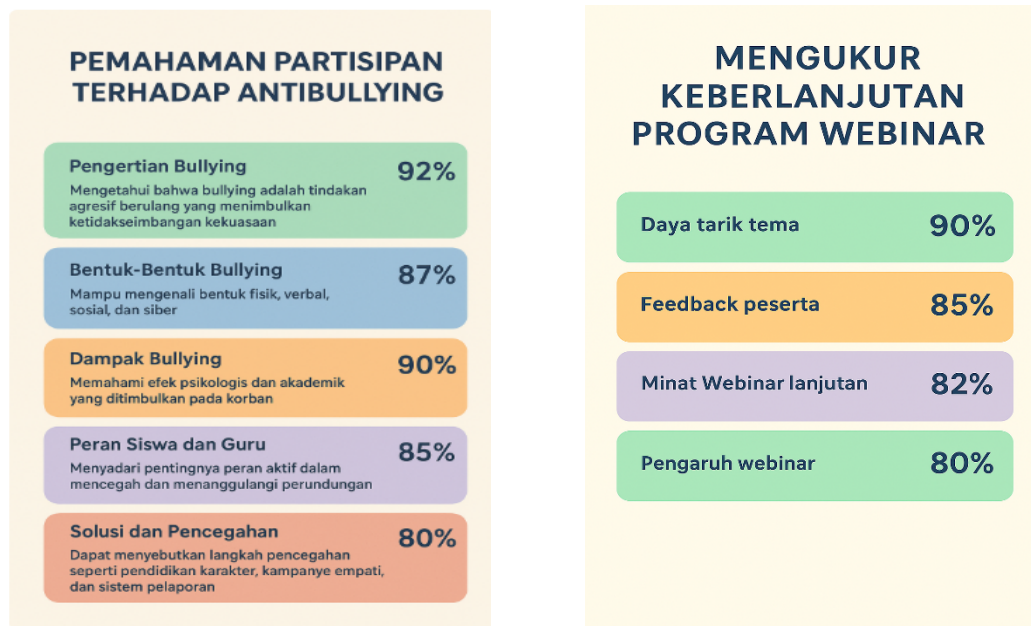 PEMAHAMAN PARTISIPAN
TERHADAP ANTIBULLYING
Pengertian Bullying
92%
Mengetahui bahwa bullying adalah tindakan
agresif berulang yang menimbulkan
ketidakseimbangan kekuasaan
Bentuk-Bentuk Bullying
87%
Mampu mengenali bentuk fisik, verbal,
sosial, dan siber
Dampak Bullying
90%
Memahami efek psikologis dan akademik
yang ditimbulkan pada korban
Peran Siswa dan Guru
85%
Menyadari pentingnya peran aktif dalam
mencegah dan menanggulangi perundungan
Solusi dan Pencegahan
80%
Dapat menyebutkan langkah pencegahan
seperti pendidikan karakter, kampanye empati,
dan sistem pelaporan
MENGUKUR
KEBERLANJUTAN
PROGRAM WEBINAR
Daya tarik tema 90%
Feedback peserta 85%
Minat Webinar lanjutan 82%
Pengaruh webinar 80%